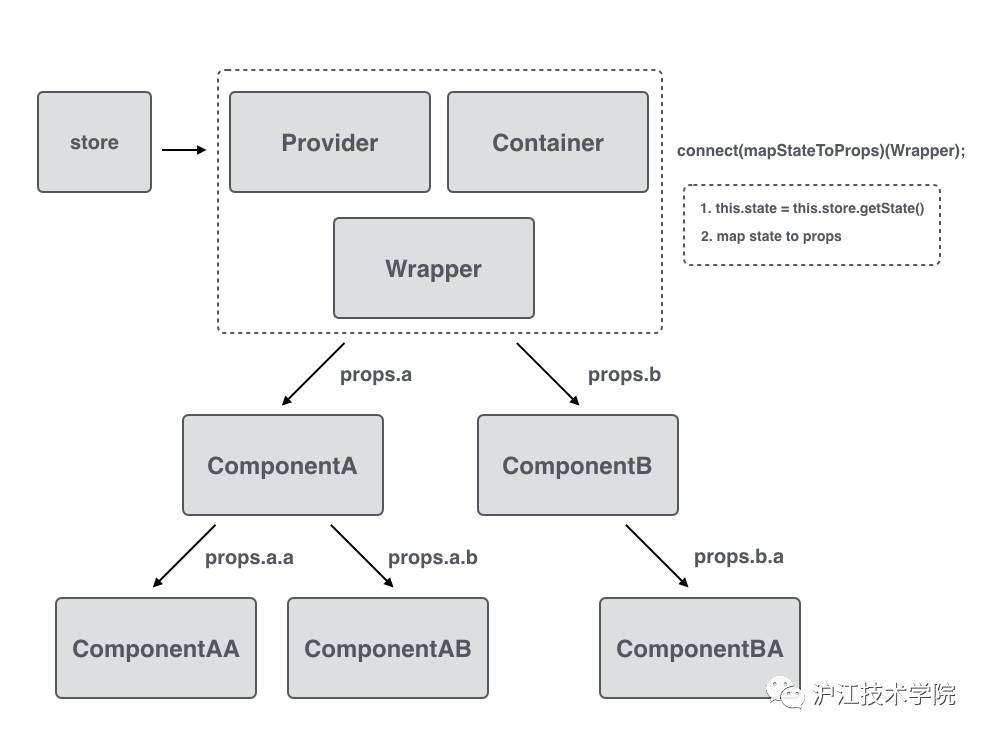 store
Provider
Container
connect(mapStateToProps)(Wrapper);
1. this.state = this.store.getState()
2. map state to props
Wrapper
props.a
props.b
ComponentA
ComponentB
props.a.a
props.a.b
props.b.a
ComponentAA
ComponentAB
ComponentBA
沪江技术学院